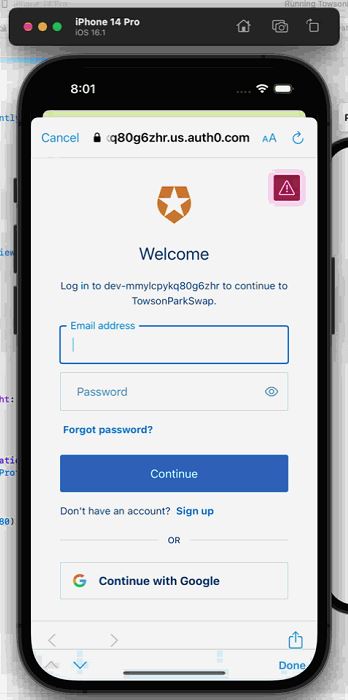 iPhone 14 Pro
iOS 16.1
Running Towson
8:01
Cancel
q80g6zhr.us.auth0.com
AA
Welcome
Log in to dev-mmylcpykq80g6zhr to continue to
TowsonParkSwap.
Email address
Password
Forgot password?
Continue
Don't have an account? Sign up
OR
Continue with Google
Done